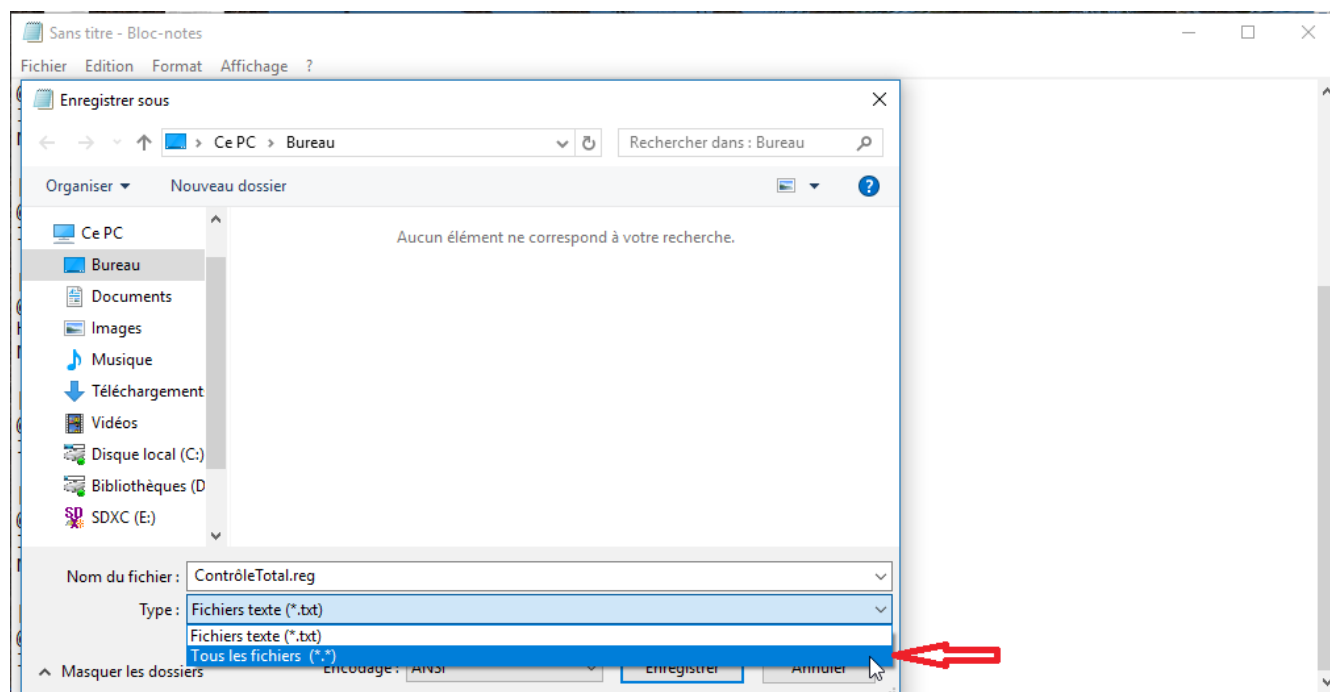 Sans titre - Bloc-notes
Fichier Edition Format Affichage ?
Enregistrer sous
Ce PC > Bureau
Rechercher dans : Bureau
Organiser
Nouveau dossier
Ce PC
Aucun élément ne correspond à votre recherche.
Bureau
Documents
Images
Musique
Téléchargement
Vidéos
Disque local (C:)
Bibliothèques (D
SDXC (E:)
Nom du fichier : ContrôleTotal.reg
Type : Fichiers texte (*.txt)
Fichiers texte (*.txt)
Tous les fichiers (*.*)
Masquer les dossiers
Encodage : ANSI
Enregistrer
Annuler